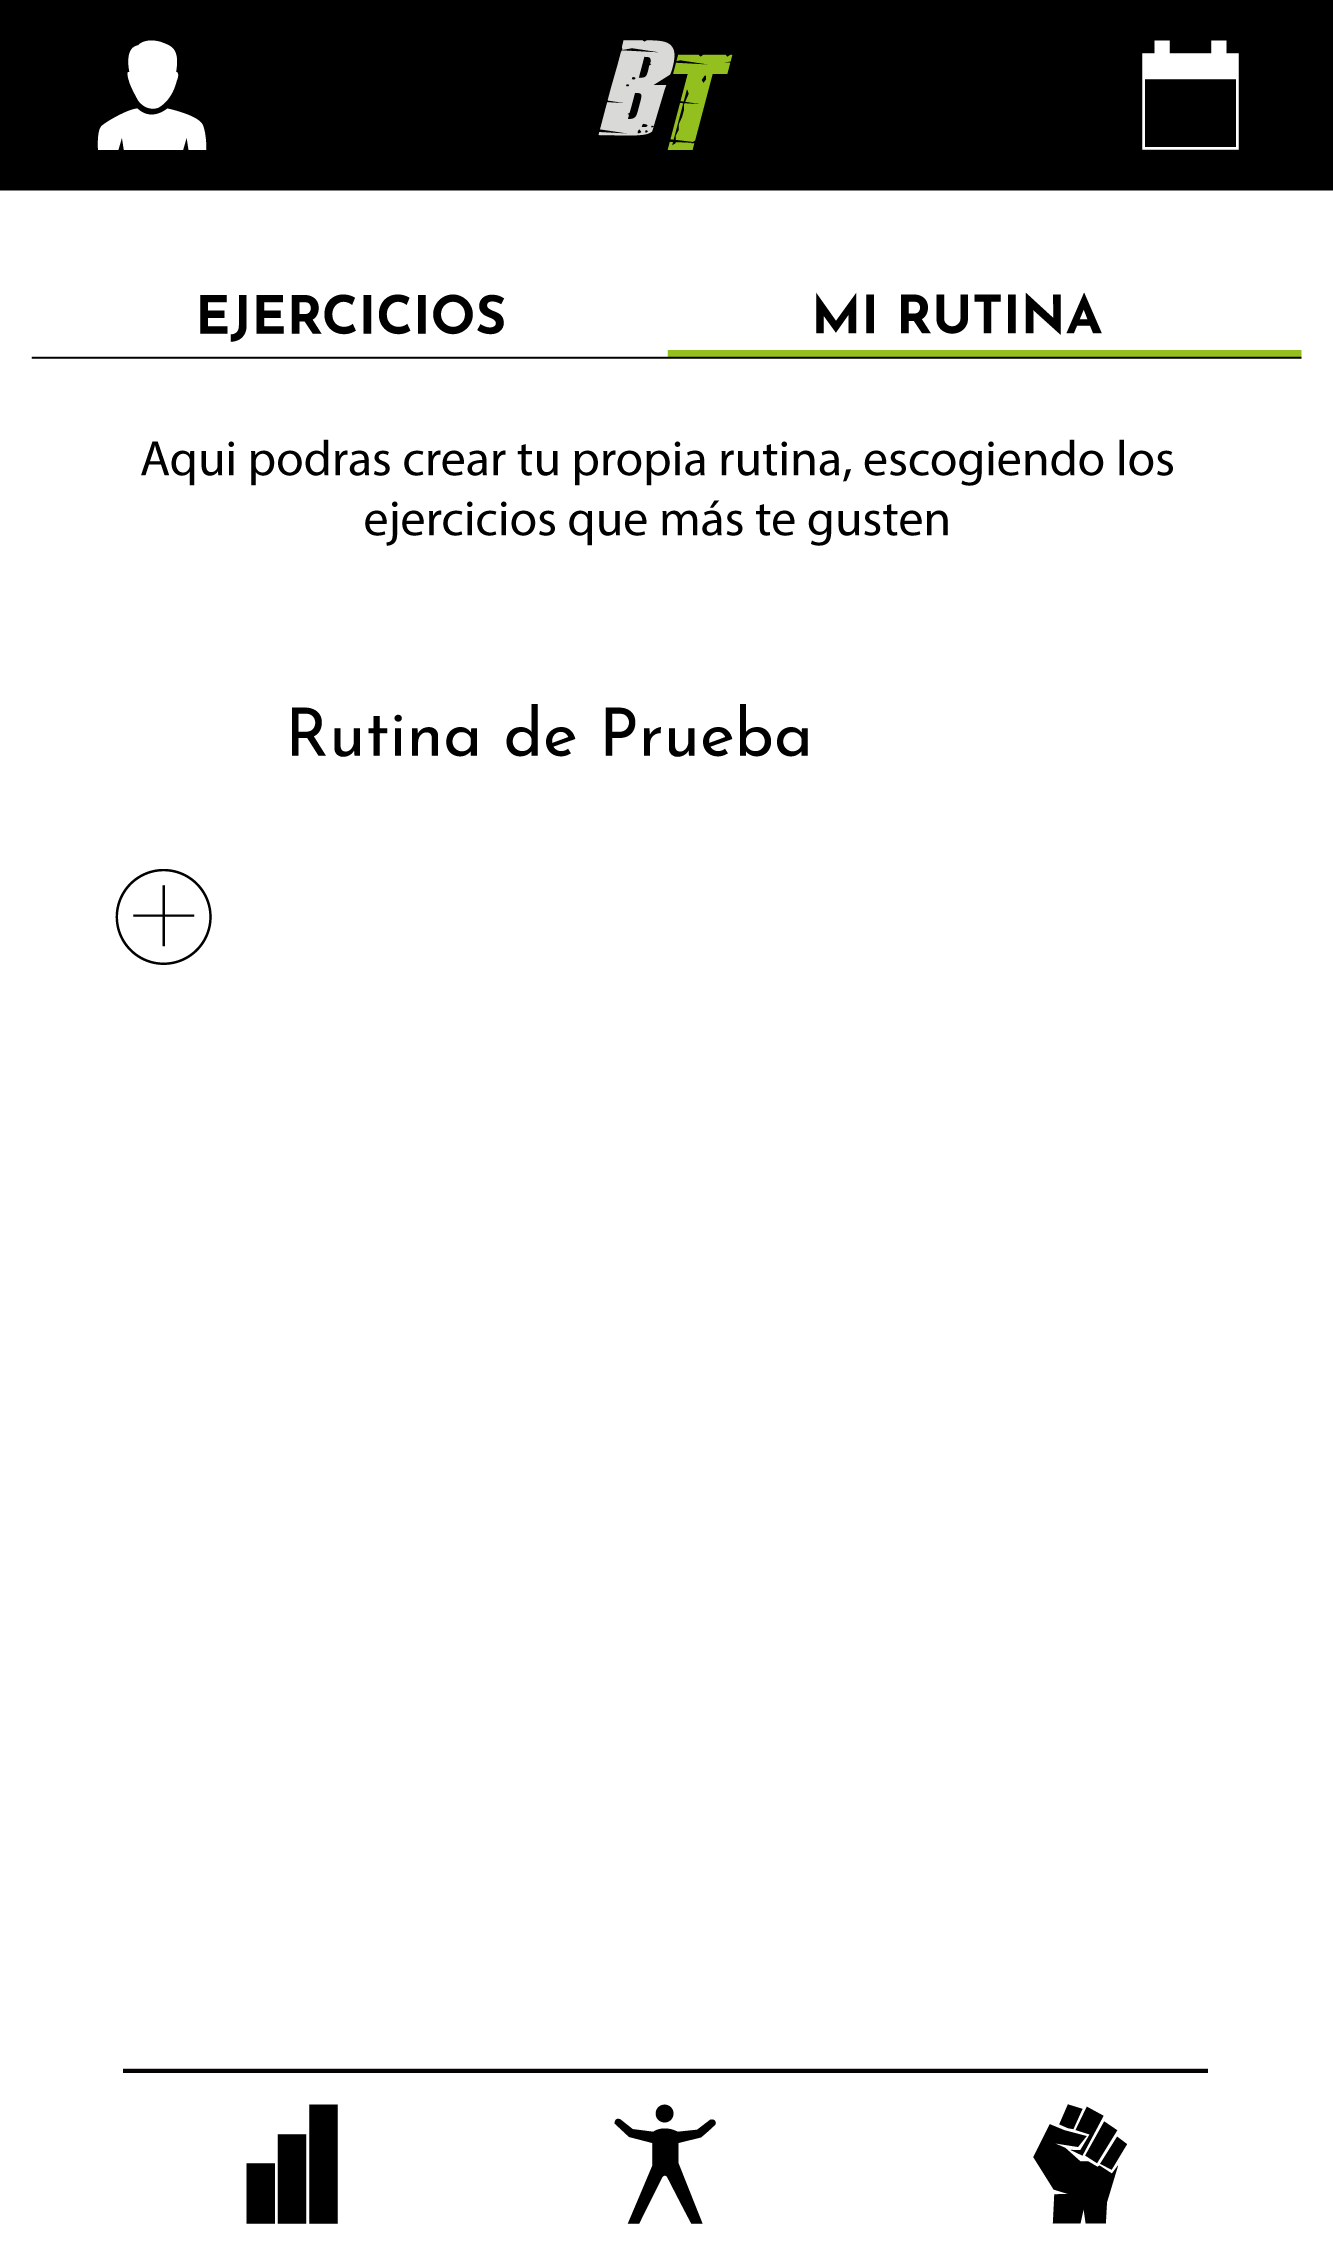 BT
EJERCICIOS
MI RUTINA
Aqui podras crear tu propia rutina, escogiendo los
ejercicios que más te gusten
Rutina de Prueba